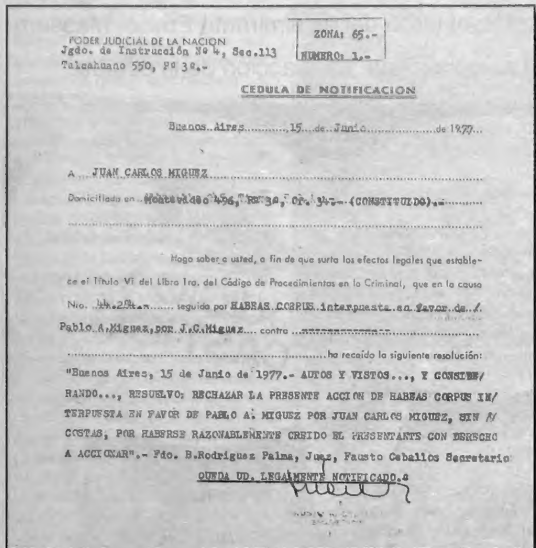 PODER JUDICIAL DE LA NACION
Jgdo. de Instrucción Nº 4, Sec.113
Talcahuano 550, Pº 3º.-
ZONA: 65.-
NUMERO: 1.-
CEDULA DE NOTIFICACION
Buenos Aires, 15 de Junio de 1977
A JUAN CARLOS MIGUEZ
Domiciliado en Montevideo 496, Pº 3º, Of. 34.- (CONSTITUIDO).-
Hago saber a usted, a fin de que surta los efectos legales que estable-
ce el Título VI del Libro 1ro. del Código de Procedimientos en lo Criminal, que en la causa
Nro. seguida por HABEAS CORPUS interpuesta en favor de /
Pablo A.Miguez, por J.C.Miguez contra ----------
ha recaído la siguiente resolución:
"Buenos Aires, 15 de Junio de 1977.- AUTOS Y VISTOS..., Y CONSIDE/
RANDO..., RESUELVO: RECHAZAR LA PRESENTE ACCION DE HABEAS CORPUS IN/
TERPUESTA EN FAVOR DE PABLO A. MIGUEZ POR JUAN CARLOS MIGUEZ, SIN /
COSTAS, POR HABERSE RAZONABLEMENTE CREIDO EL PRESENTANTE CON DERECHO
A ACCIONAR".- Fdo. B.Rodriguez Palma, Juez, Fausto Ceballos Secretario
QUEDA UD. LEGALMENTE NOTIFICADO.-